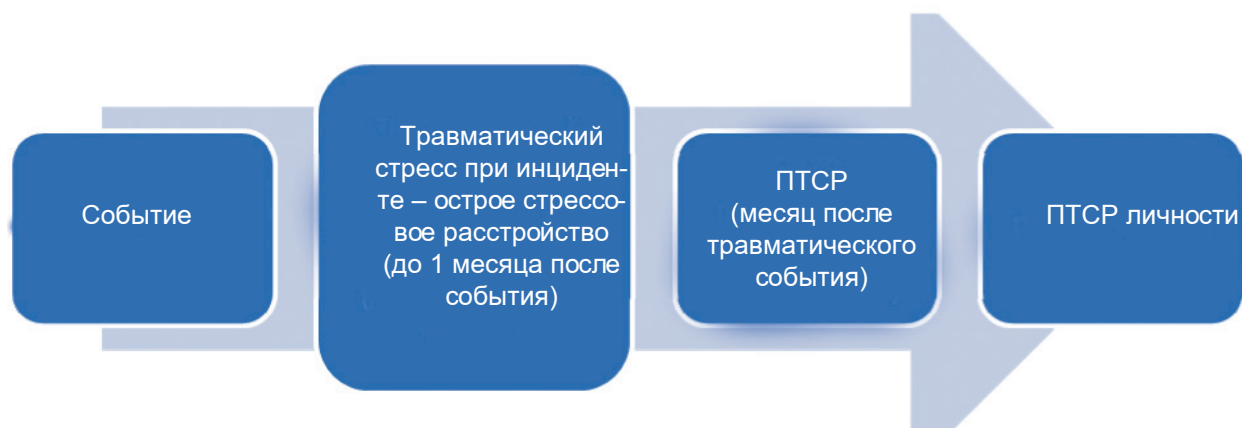 Событие
Травматический
стресс при инциден-
те – острое стрессо-
вое расстройство
(до 1 месяца после
события)
ПТСР
(месяц после
травматического
события)
ПТСР личности